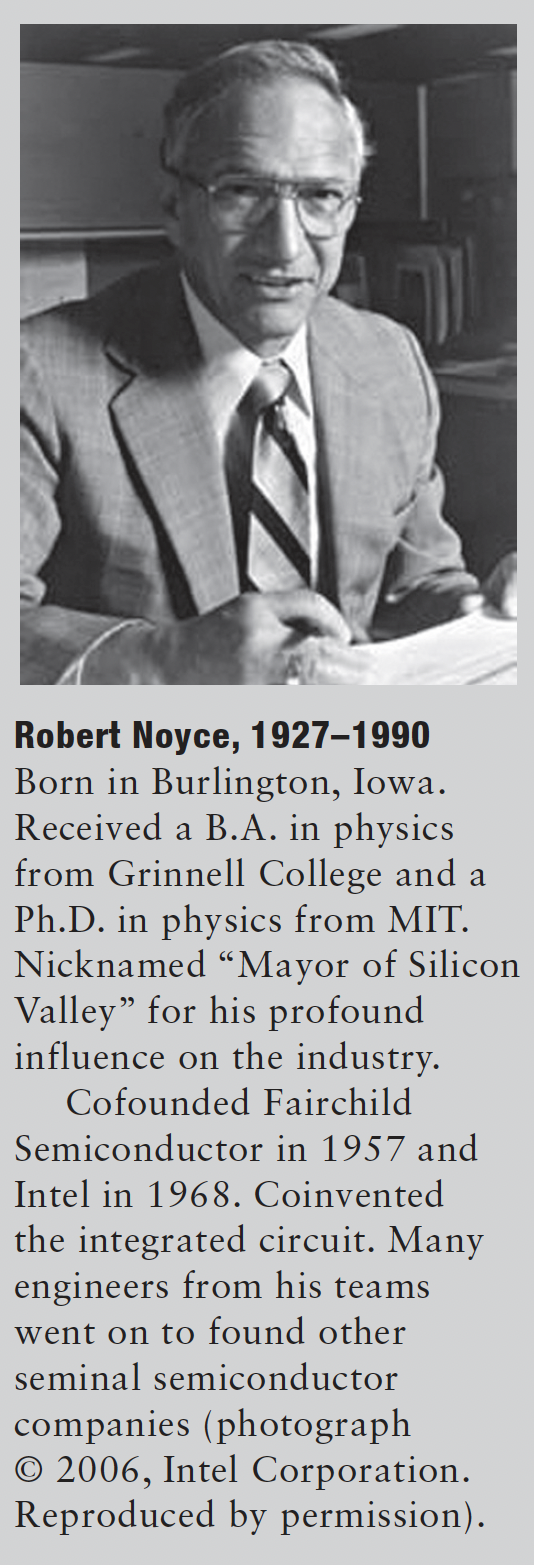 Robert Noyce, 1927–1990
Born in Burlington, Iowa.
Received a B.A. in physics
from Grinnell College and a
Ph.D. in physics from MIT.
Nicknamed “Mayor of Silicon
Valley” for his profound
influence on the industry.
Cofounded Fairchild
Semiconductor in 1957 and
Intel in 1968. Coinvented
the integrated circuit. Many
engineers from his teams
went on to found other
seminal semiconductor
companies (photograph
© 2006, Intel Corporation.
Reproduced by permission).